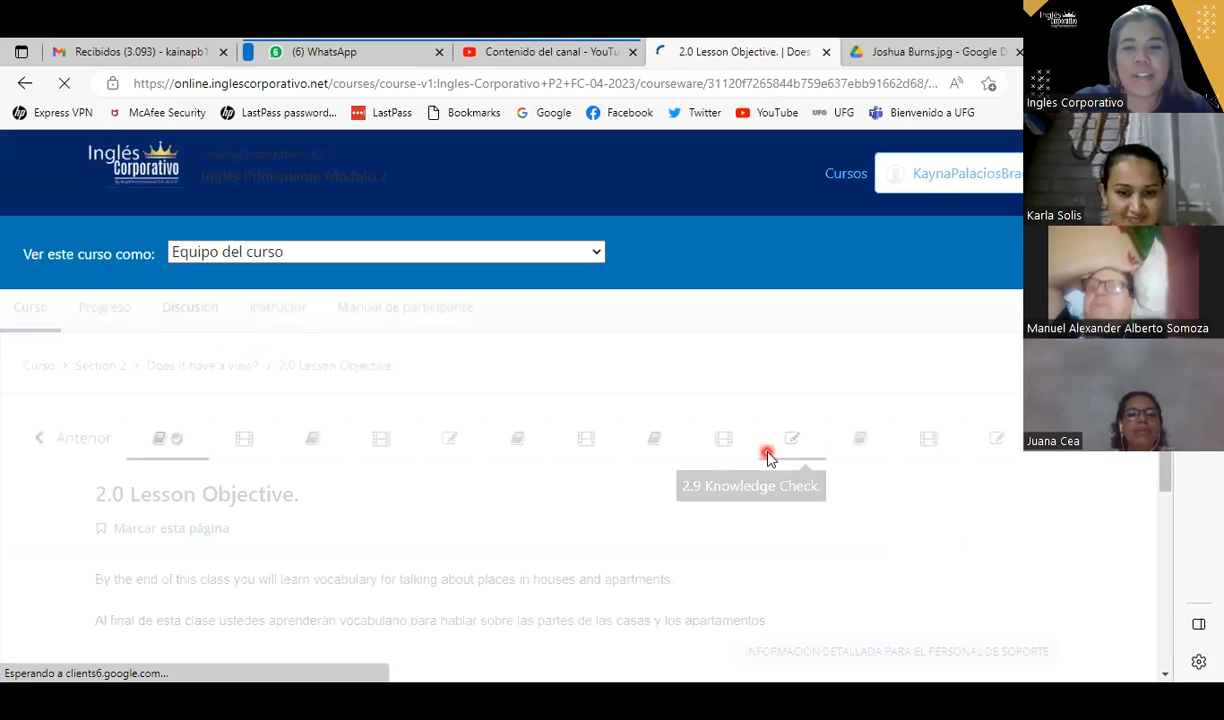 Recibidos (3.093) - kainapb1
(6) WhatsApp
Contenido del canal - YouTu
2.0 Lesson Objective. | Does
Joshua Burns.jpg - Google D
https://online.inglescorporativo.net/courses/course-v1:Ingles-Corporativo+P2+FC-04-2023/courseware/31120f7265844b759e637ebb91662d68/...
Express VPN
McAfee Security
LastPass password...
LastPass
Bookmarks
Google
Facebook
Twitter
YouTube
UFG
Bienvenido a UFG
Inglés
Corporativo
Ingles-Corporativo: P2
Inglés Principiante Módulo 2
Cursos
KaynaPalaciosBra
Ver este curso como:
Equipo del curso
Curso
Progreso
Discusión
Instructor
Manual de participante
Curso > Section 2 > Does it have a view? > 2.0 Lesson Objective.
Anterior
2.9 Knowledge Check.
2.0 Lesson Objective.
Marcar esta página
By the end of this class you will learn vocabulary for talking about places in houses and apartments.
Al final de esta clase ustedes aprenderán vocabulario para hablar sobre las partes de las casas y los apartamentos.
INFORMACIÓN DETALLADA PARA EL PERSONAL DE SOPORTE
Esperando a clients6.google.com...
Inglés
Corporativo
Ingles Corporativo
Karla Solis
Manuel Alexander Alberto Somoza
Juana Cea